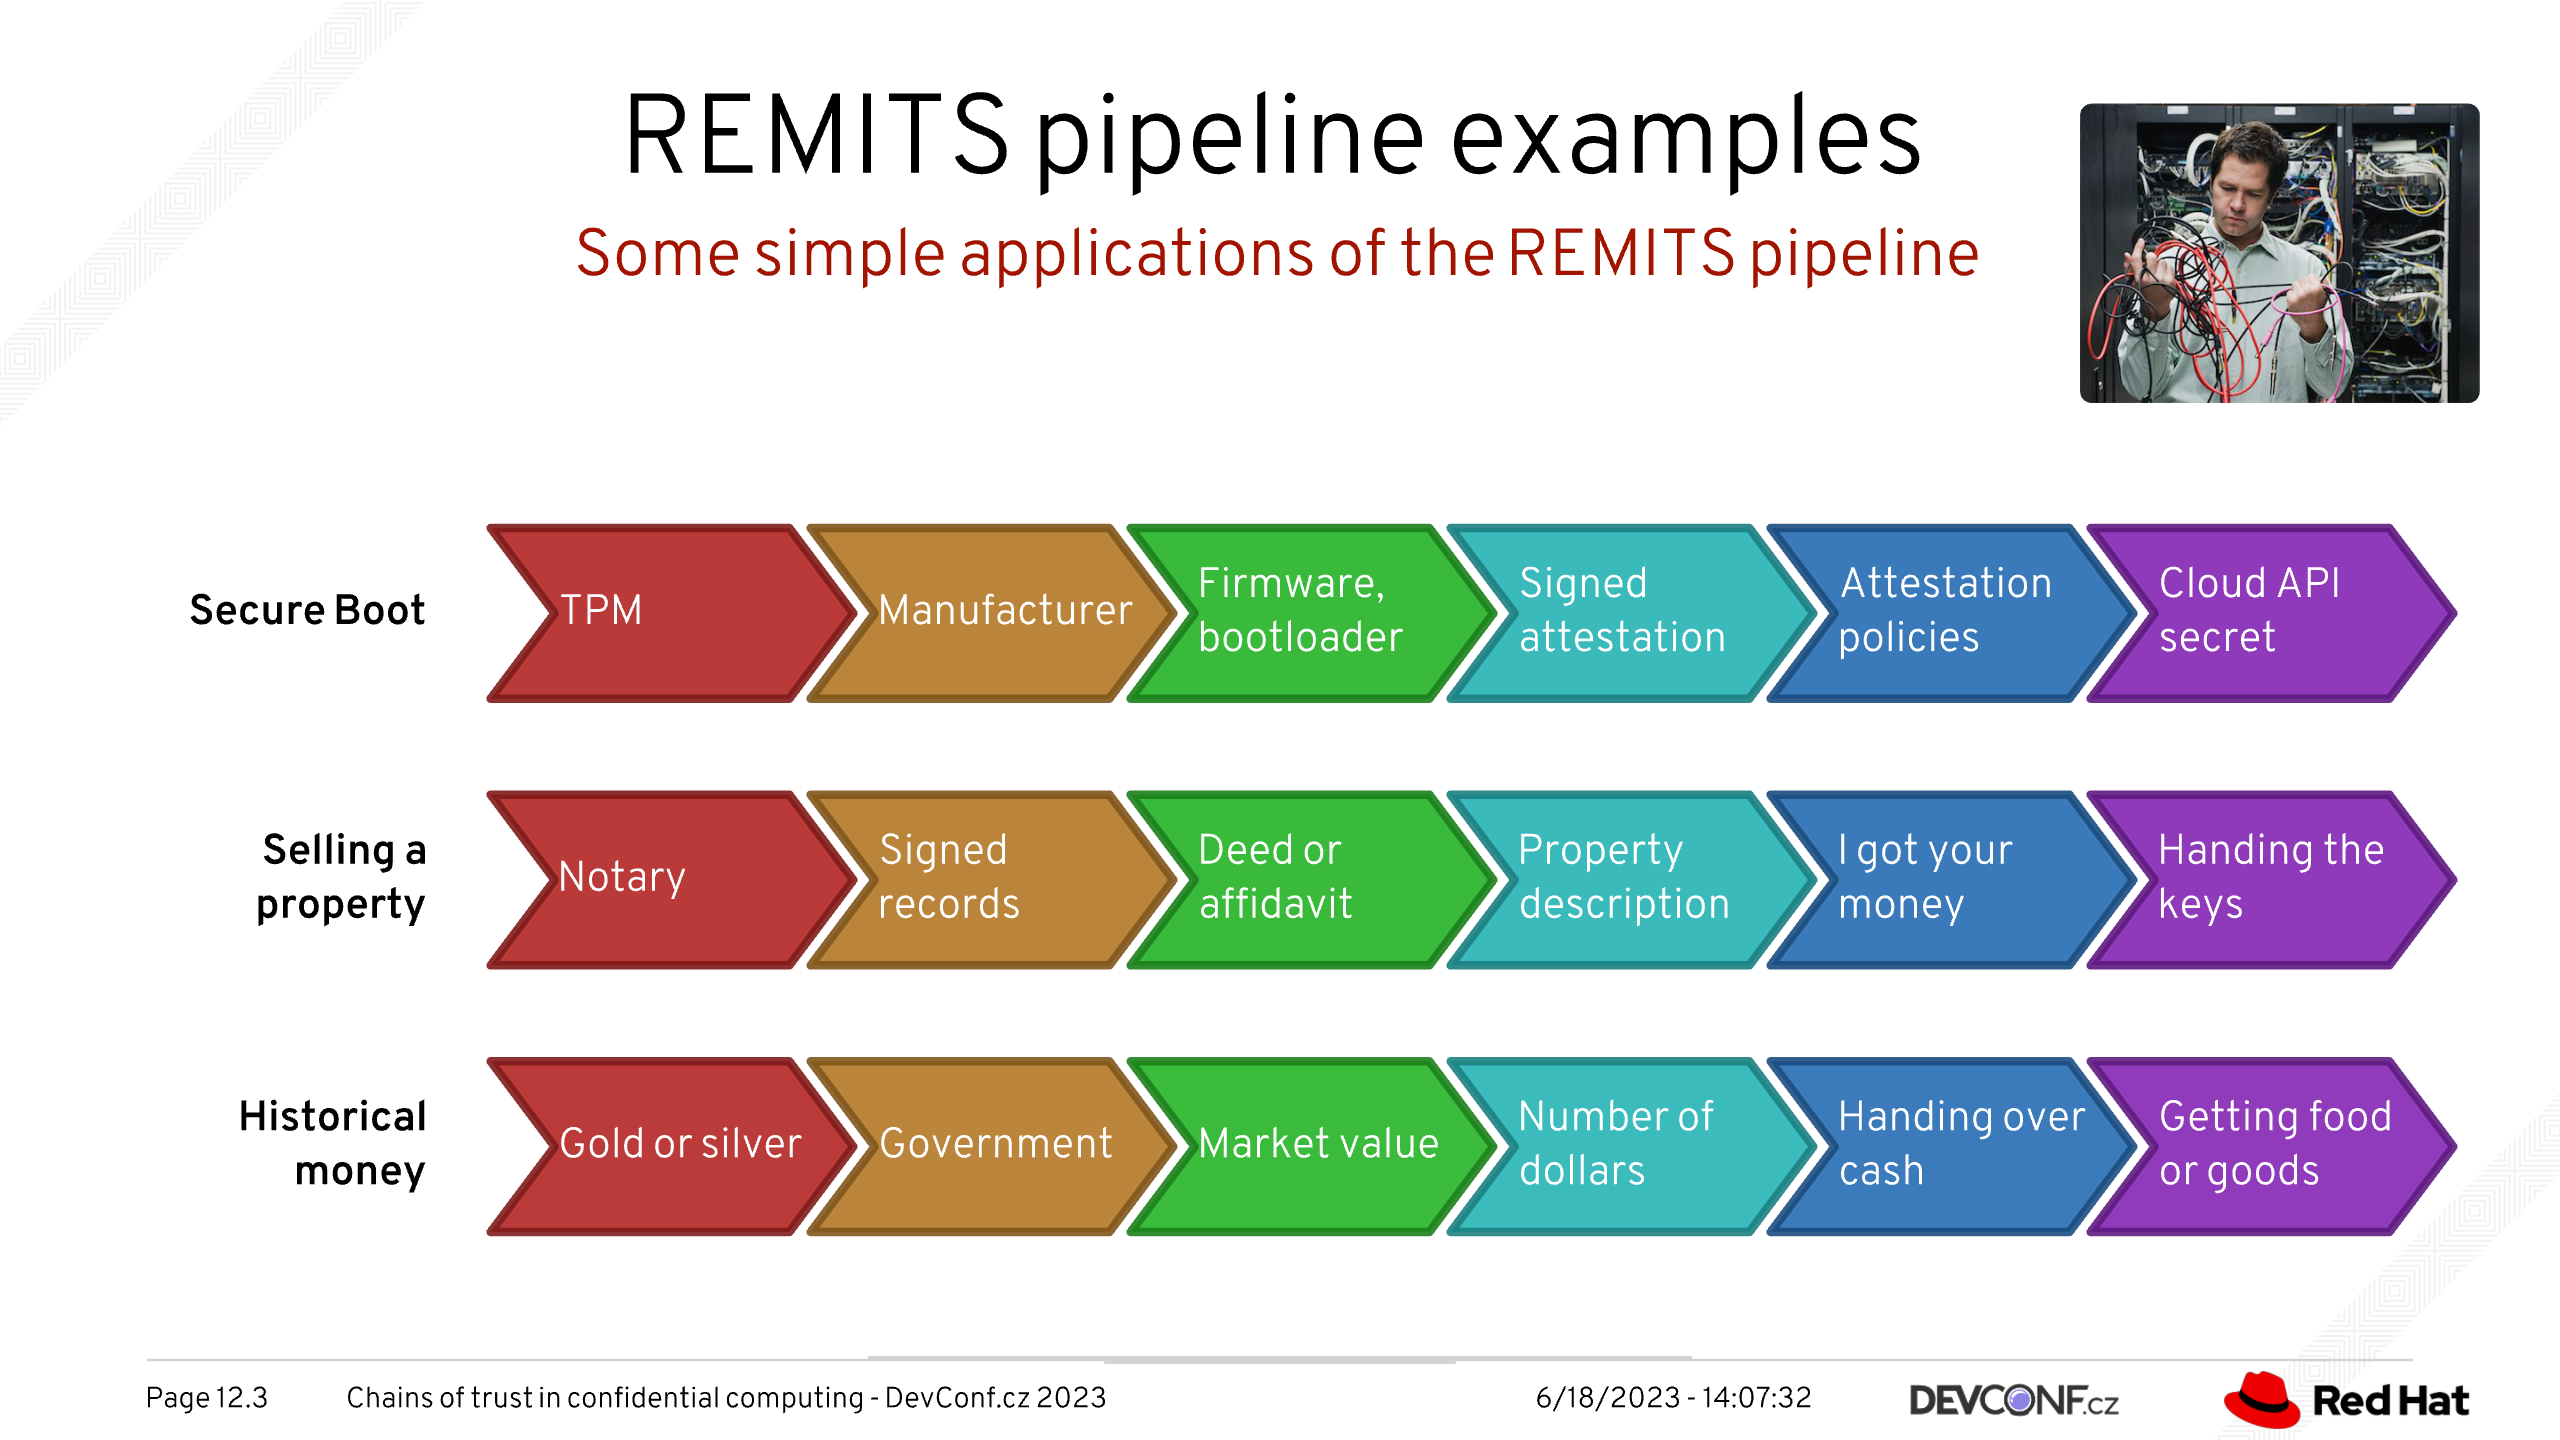 REMITS pipeline examples
Some simple applications of the REMITS pipeline
Secure Boot
TPM
Manufacturer
Firmware,
bootloader
Signed
attestation
Attestation
policies
Cloud API
secret
Selling a
property
Notary
Signed
records
Deed or
affidavit
Property
description
I got your
money
Handing the
keys
Historical
money
Gold or silver
Government
Market value
Number of
dollars
Handing over
cash
Getting food
or goods
Page 12.3
Chains of trust in confidential computing - DevConf.cz 2023
6/18/2023 - 14:07:32
DEVCONF.cz
Red Hat